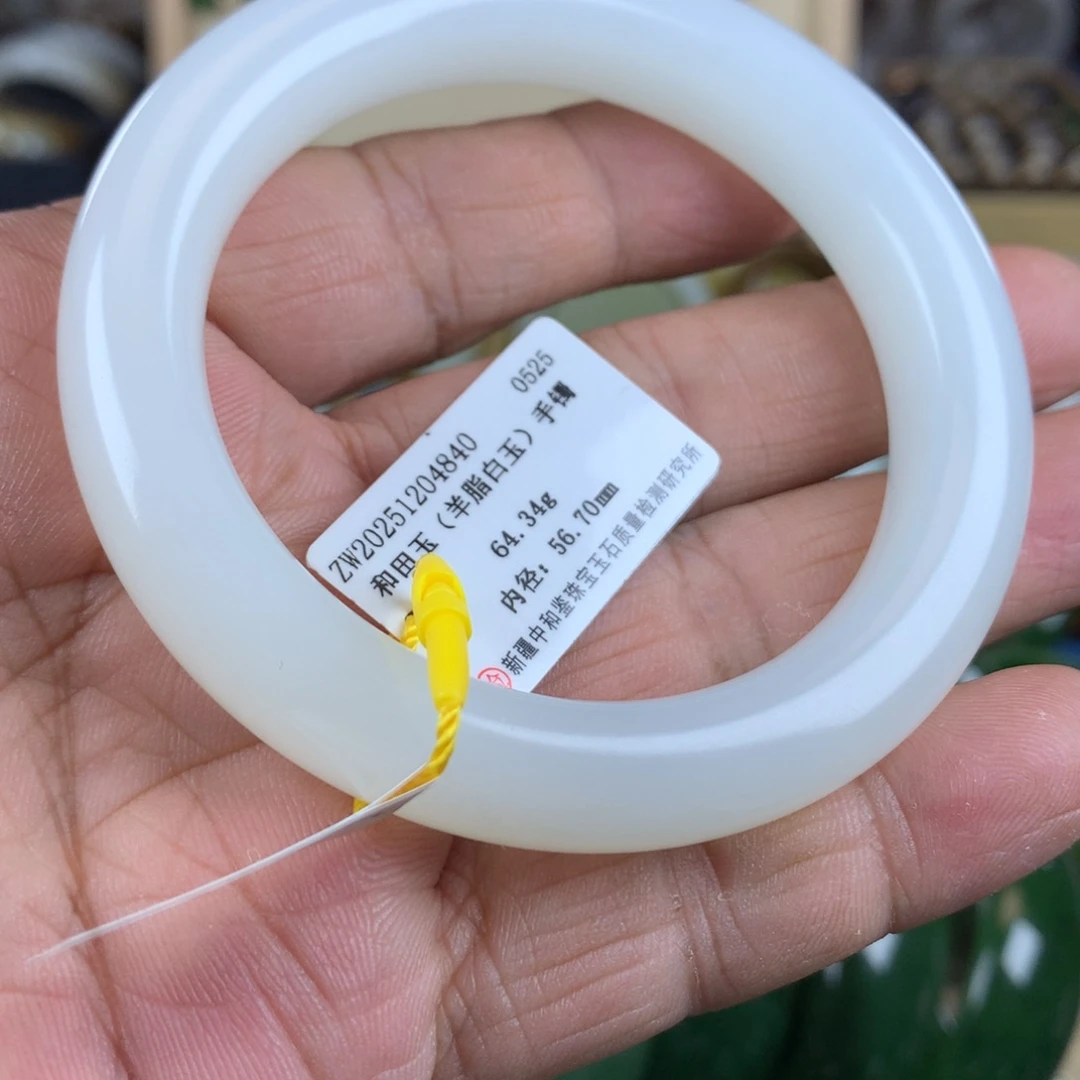 ZW20251204840 0525
和田玉（羊脂白玉）手镯
64.34g
内径: 56.70mm
新疆中和鉴珠宝玉石质量检测研究所